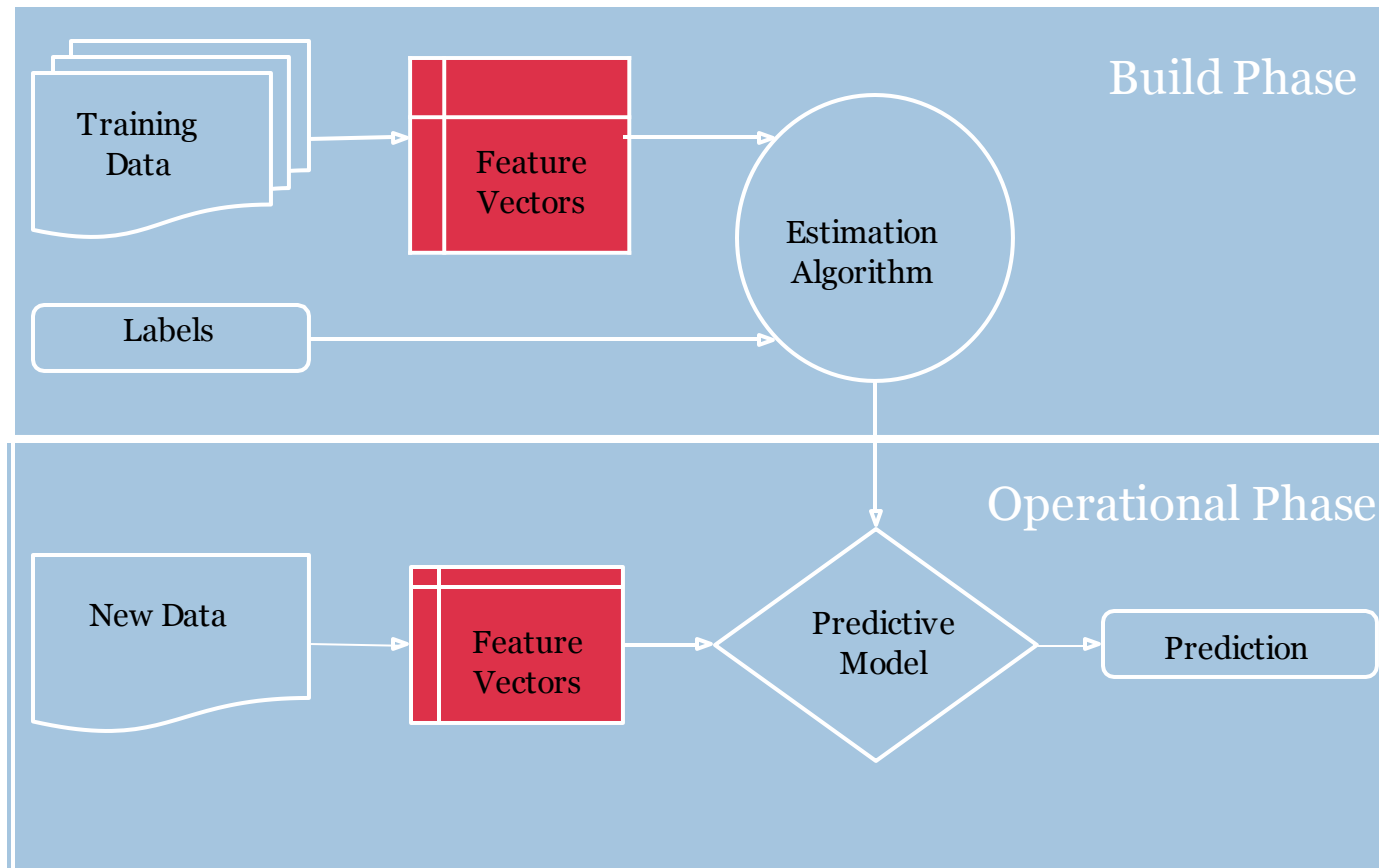 Build Phase
Training
Data
Feature
Vectors
Estimation
Algorithm
Labels
Operational Phase
New Data
Feature
Vectors
Predictive
Model
Prediction